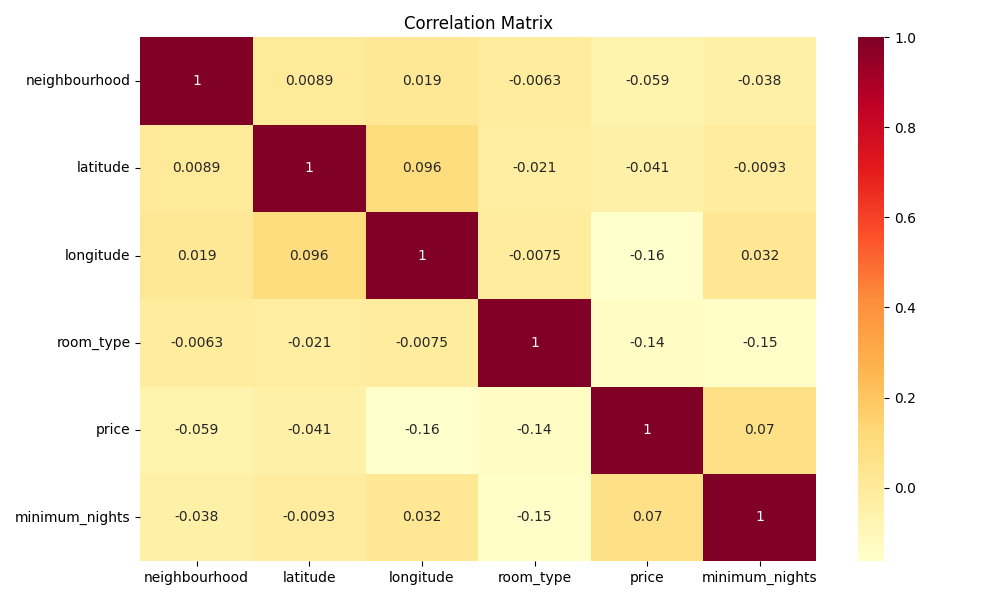 Correlation Matrix
neighbourhood 1 0.0089 0.019 -0.0063 -0.059 -0.038
latitude 0.0089 1 0.096 -0.021 -0.041 -0.0093
longitude 0.019 0.096 1 -0.0075 -0.16 0.032
room_type -0.0063 -0.021 -0.0075 1 -0.14 -0.15
price -0.059 -0.041 -0.16 -0.14 1 0.07
minimum_nights -0.038 -0.0093 0.032 -0.15 0.07 1
neighbourhood latitude longitude room_type price minimum_nights
1.0
0.8
0.6
0.4
0.2
0.0